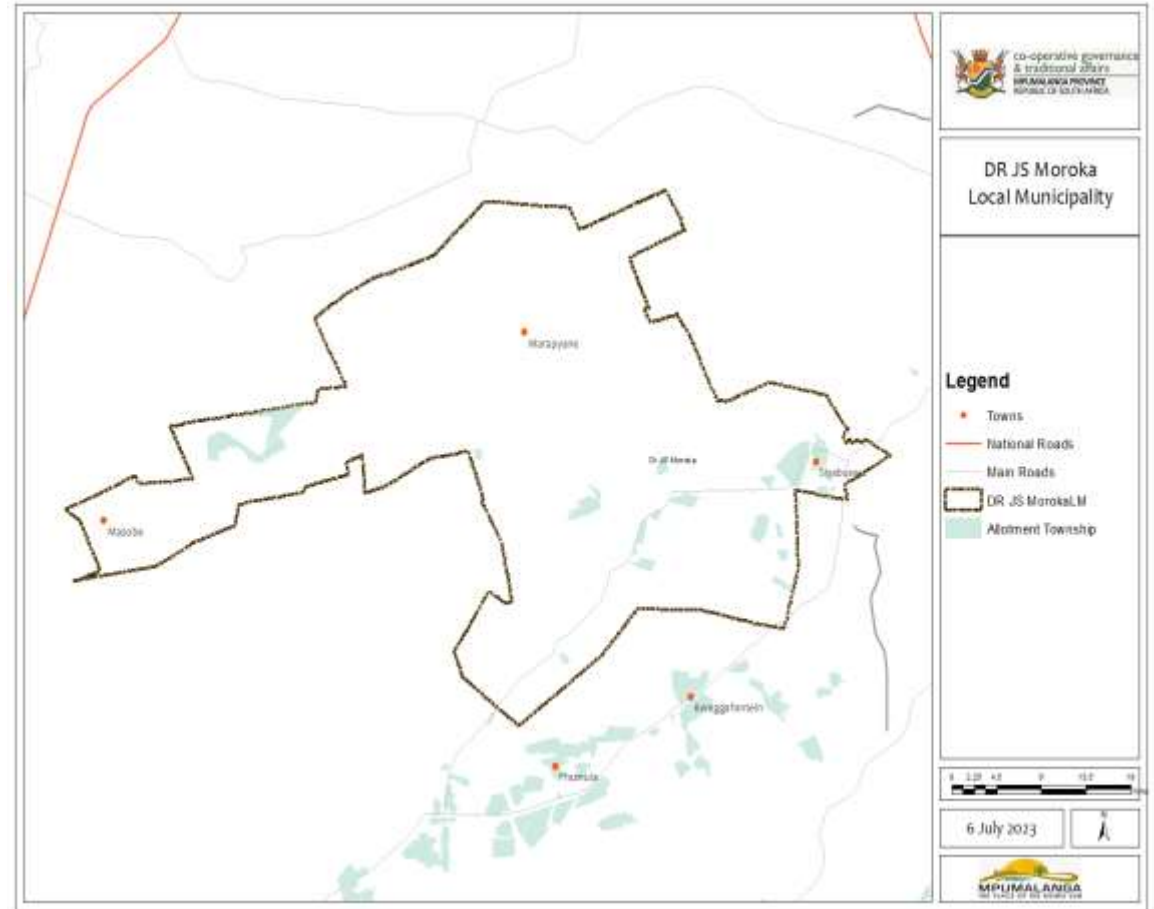 co-operative governance
& traditional affairs
MPUMALANGA PROVINCE
REPUBLIC OF SOUTH AFRICA
DR JS Moroka
Local Municipality
Legend
Towns
National Roads
Main Roads
DR JS MorokaLM
Allotment Township
6 July 2023
N
MPUMALANGA
Marapyane
Dr JS Moroka
Siyabuswa
Masobe
Kwaggafontein
Phumula